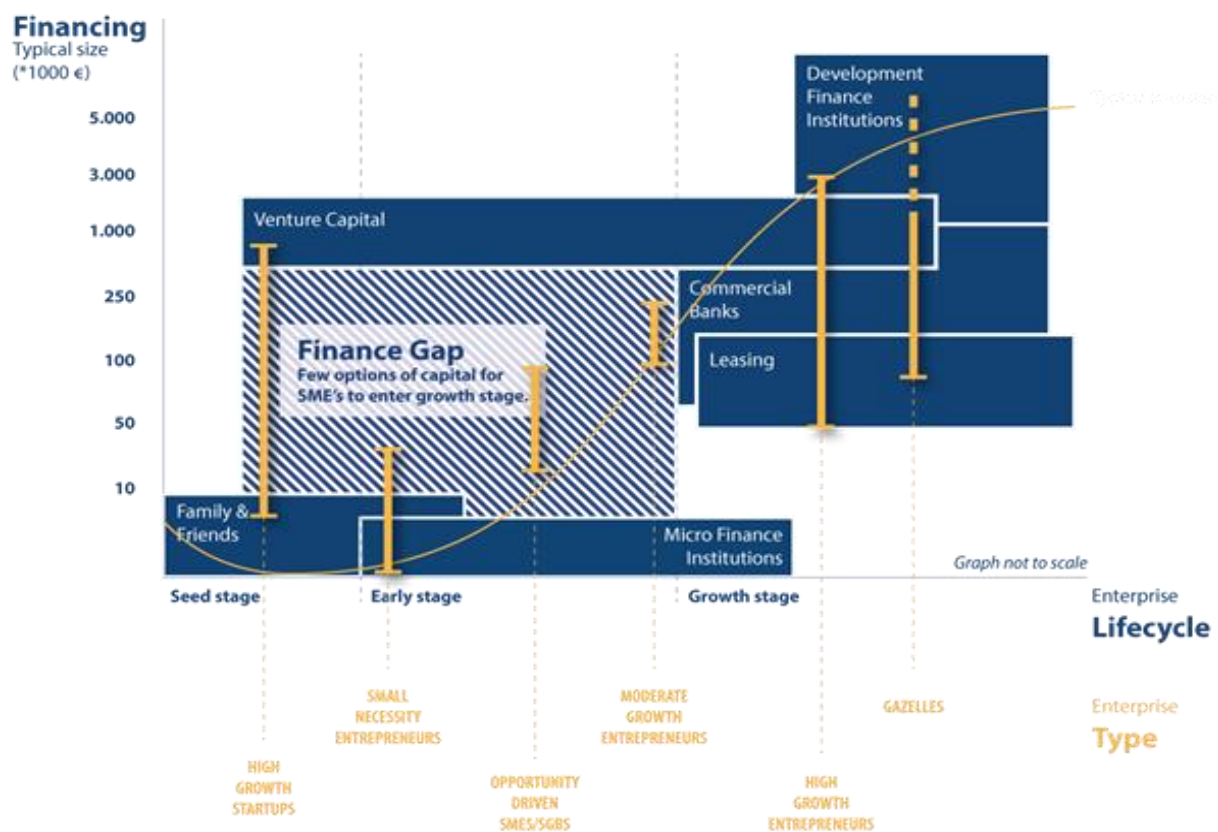 Financing
Typical size
(*1000 €)
5.000
3.000
1.000
250
100
50
10
Development
Finance
Institutions
Venture Capital
Commercial
Banks
Leasing
Finance Gap
Few options of capital for
SME's to enter growth stage.
Family &
Friends
Micro Finance
Institutions
Graph not to scale
Seed stage
Early stage
Growth stage
Enterprise
Lifecycle
SMALL
NECESSITY
ENTREPRENEURS
MODERATE
GROWTH
ENTREPRENEURS
GAZELLES
Enterprise
Type
HIGH
GROWTH
STARTUPS
OPPORTUNITY
DRIVEN
SMES/SGBS
HIGH
GROWTH
ENTREPRENEURS